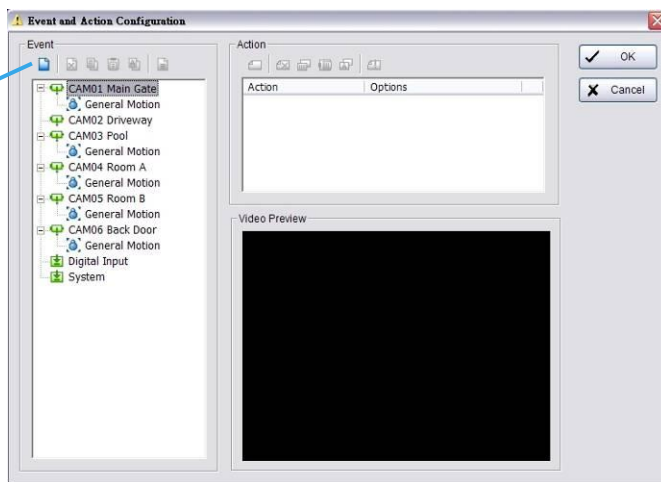 Event and Action Configuration
Event
CAM01 Main Gate
General Motion
CAM02 Driveway
CAM03 Pool
General Motion
CAM04 Room A
General Motion
CAM05 Room B
General Motion
CAM06 Back Door
General Motion
Digital Input
System
Action
Action Options
Video Preview
OK
Cancel